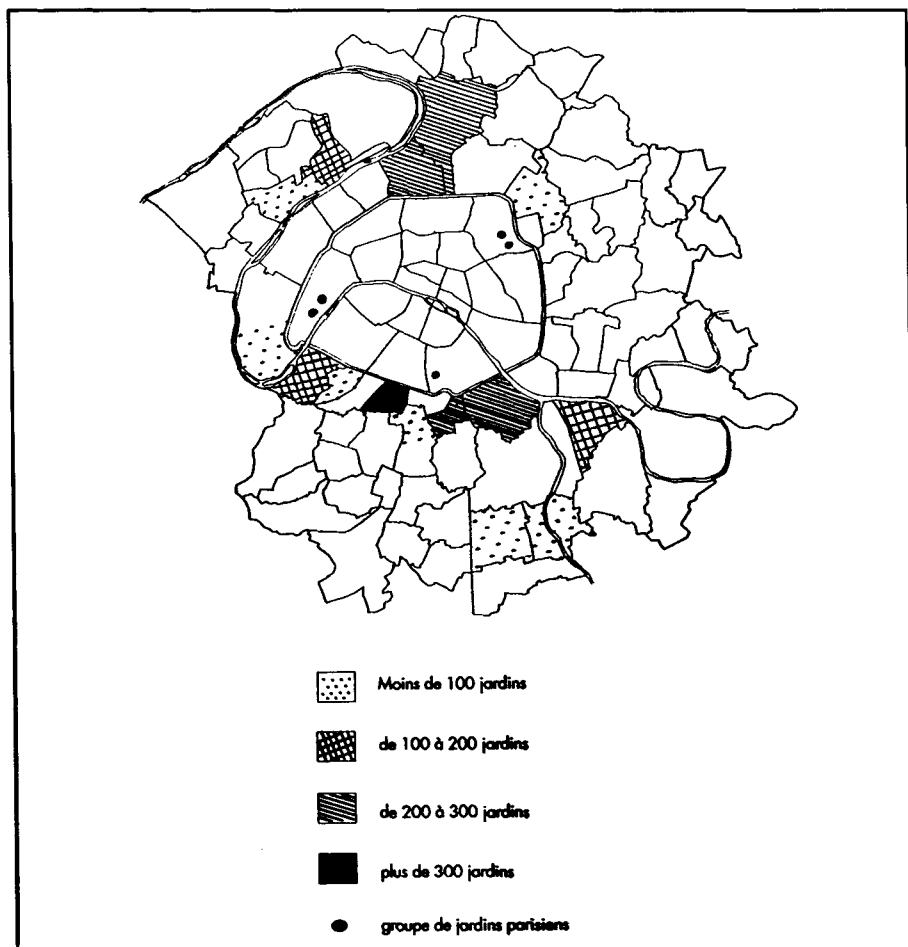 Moins de 100 jardins
de 100 à 200 jardins
de 200 à 300 jardins
plus de 300 jardins
groupe de jardins parisiens